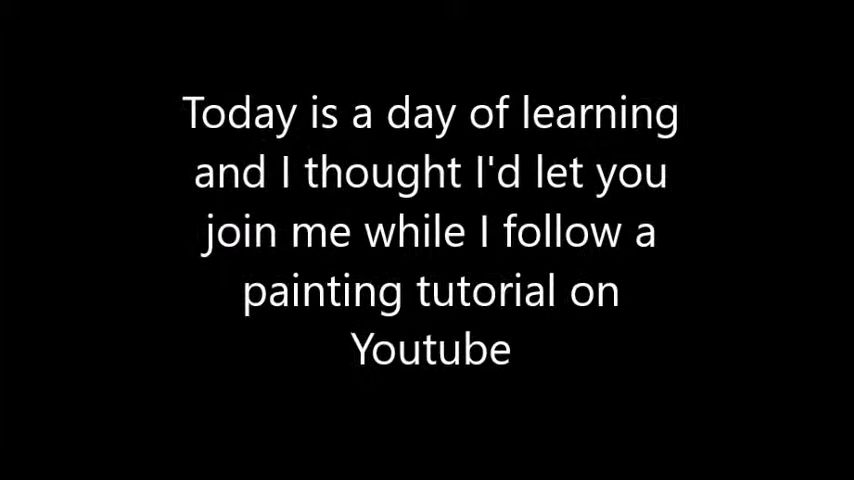 Today is a day of learning
and I thought I'd let you
join me while I follow a
painting tutorial on
Youtube